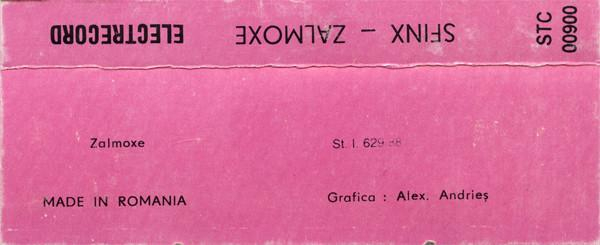 SFINX – ZALMOXE
ELECTRECORD
STC
00900
Zalmoxe
St. I. 629
MADE IN ROMANIA
Grafica : Alex. Andrieș